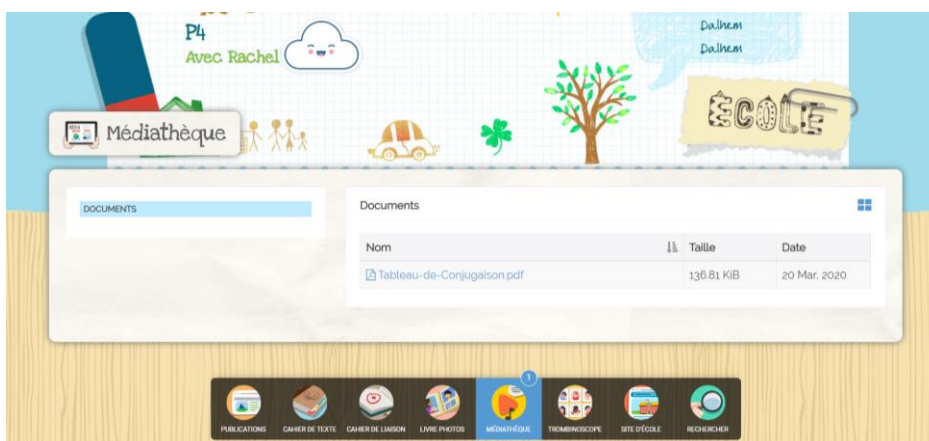 P4
Avec Rachel
Dalhem
Dalhem
ECOLE
Médiathèque
DOCUMENTS
Documents
Nom Taille Date
Tableau-de-Conjugaison.pdf 136.81 KiB 20 Mar, 2020
1
PUBLICATIONS CAHIER DE TEXTE CAHIER DE LIAISON LIVRE PHOTOS MÉDIATHÈQUE TROMBINOSCOPE SITE D'ÉCOLE RECHERCHER